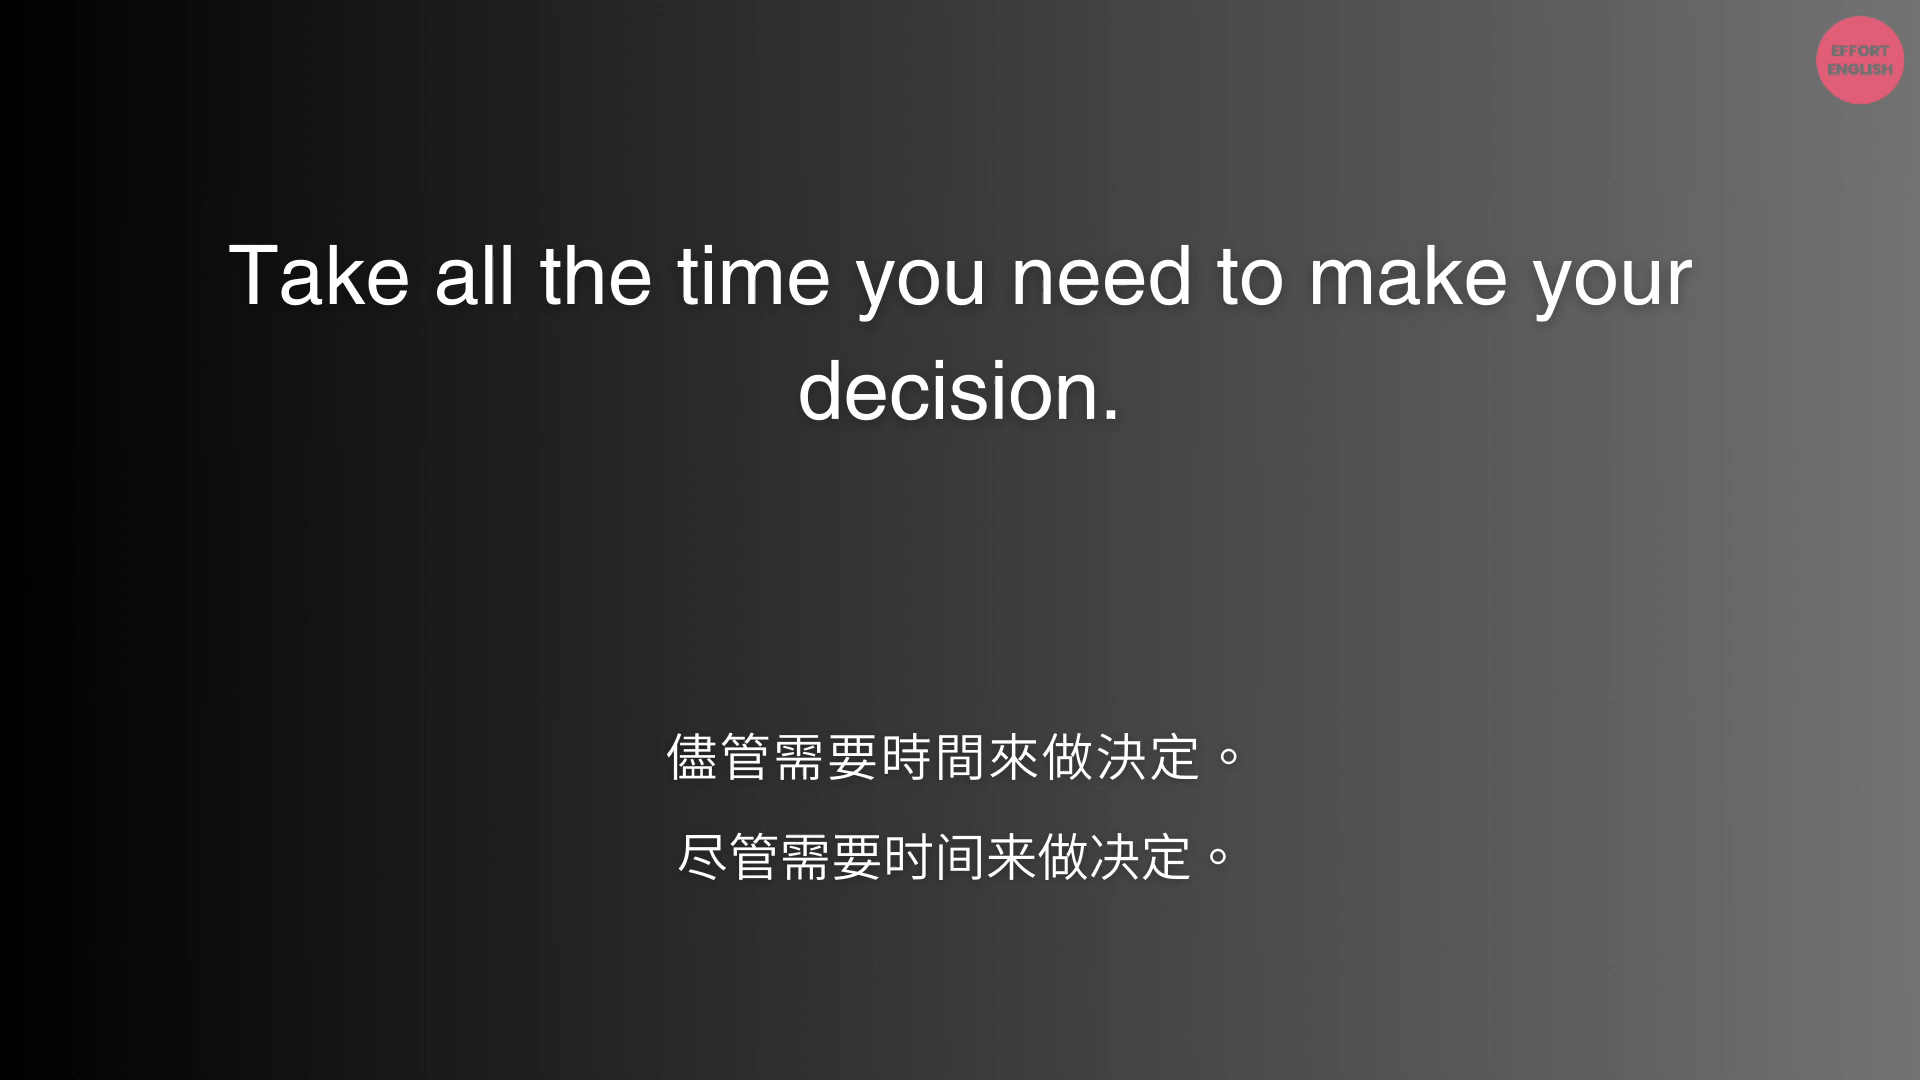 EFFORT
ENGLISH
Take all the time you need to make your
decision.
儘管需要時間來做決定。
尽管需要时间来做决定。